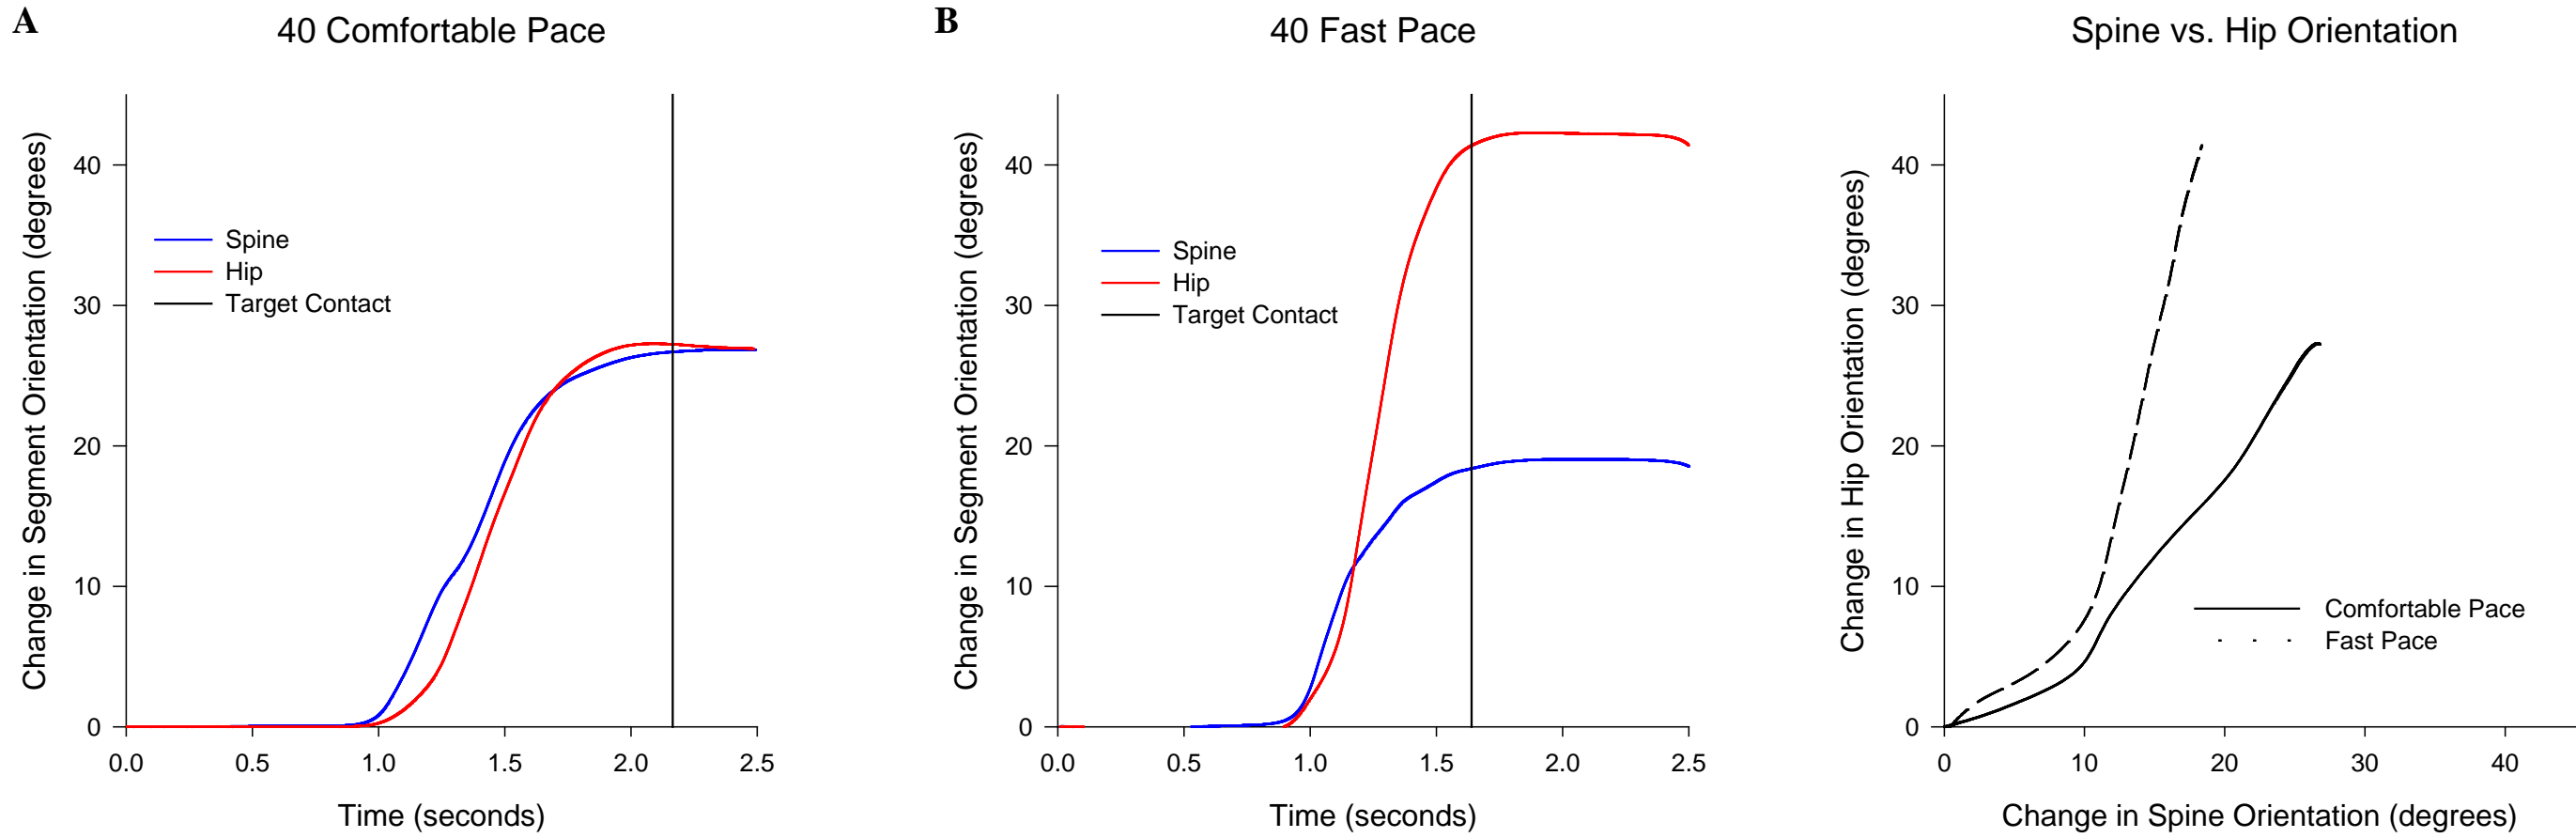 A
40 Comfortable Pace
Change in Segment Orientation (degrees)
40
30
20
10
0
Spine
Hip
Target Contact
0.0 0.5 1.0 1.5 2.0 2.5
Time (seconds)
B
40 Fast Pace
Change in Segment Orientation (degrees)
40
30
20
10
0
Spine
Hip
Target Contact
0.0 0.5 1.0 1.5 2.0 2.5
Time (seconds)
Spine vs. Hip Orientation
Change in Hip Orientation (degrees)
40
30
20
10
0
Comfortable Pace
Fast Pace
0 10 20 30 40
Change in Spine Orientation (degrees)